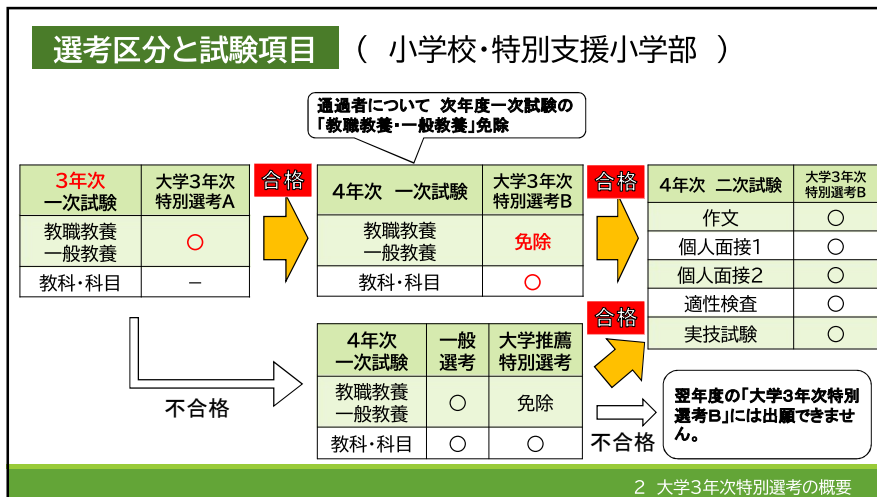 選考区分と試験項目 ( 小学校・特別支援小学部 )
通過者について 次年度一次試験の
「教職教養・一般教養」免除
3年次
一次試験
大学3年次
特別選考A
教職教養
一般教養
○
教科・科目
－
合格
4年次 一次試験
大学3年次
特別選考B
教職教養
一般教養
免除
教科・科目
○
合格
4年次 二次試験
大学3年次
特別選考B
作文
○
個人面接1
○
個人面接2
○
適性検査
○
実技試験
○
不合格
4年次
一次試験
一般
選考
大学推薦
特別選考
教職教養
一般教養
○
免除
教科・科目
○
○
合格
不合格
翌年度の「大学3年次特別
選考B」には出願できませ
ん。
2 大学3年次特別選考の概要